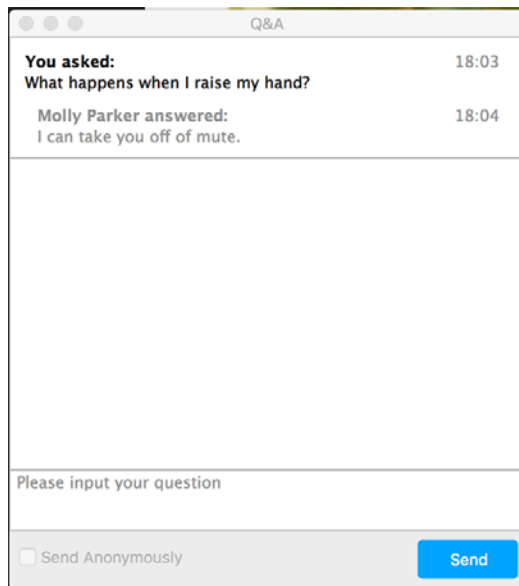 Q&A
You asked: 18:03
What happens when I raise my hand?
Molly Parker answered: 18:04
I can take you off of mute.
Please input your question
Send Anonymously
Send